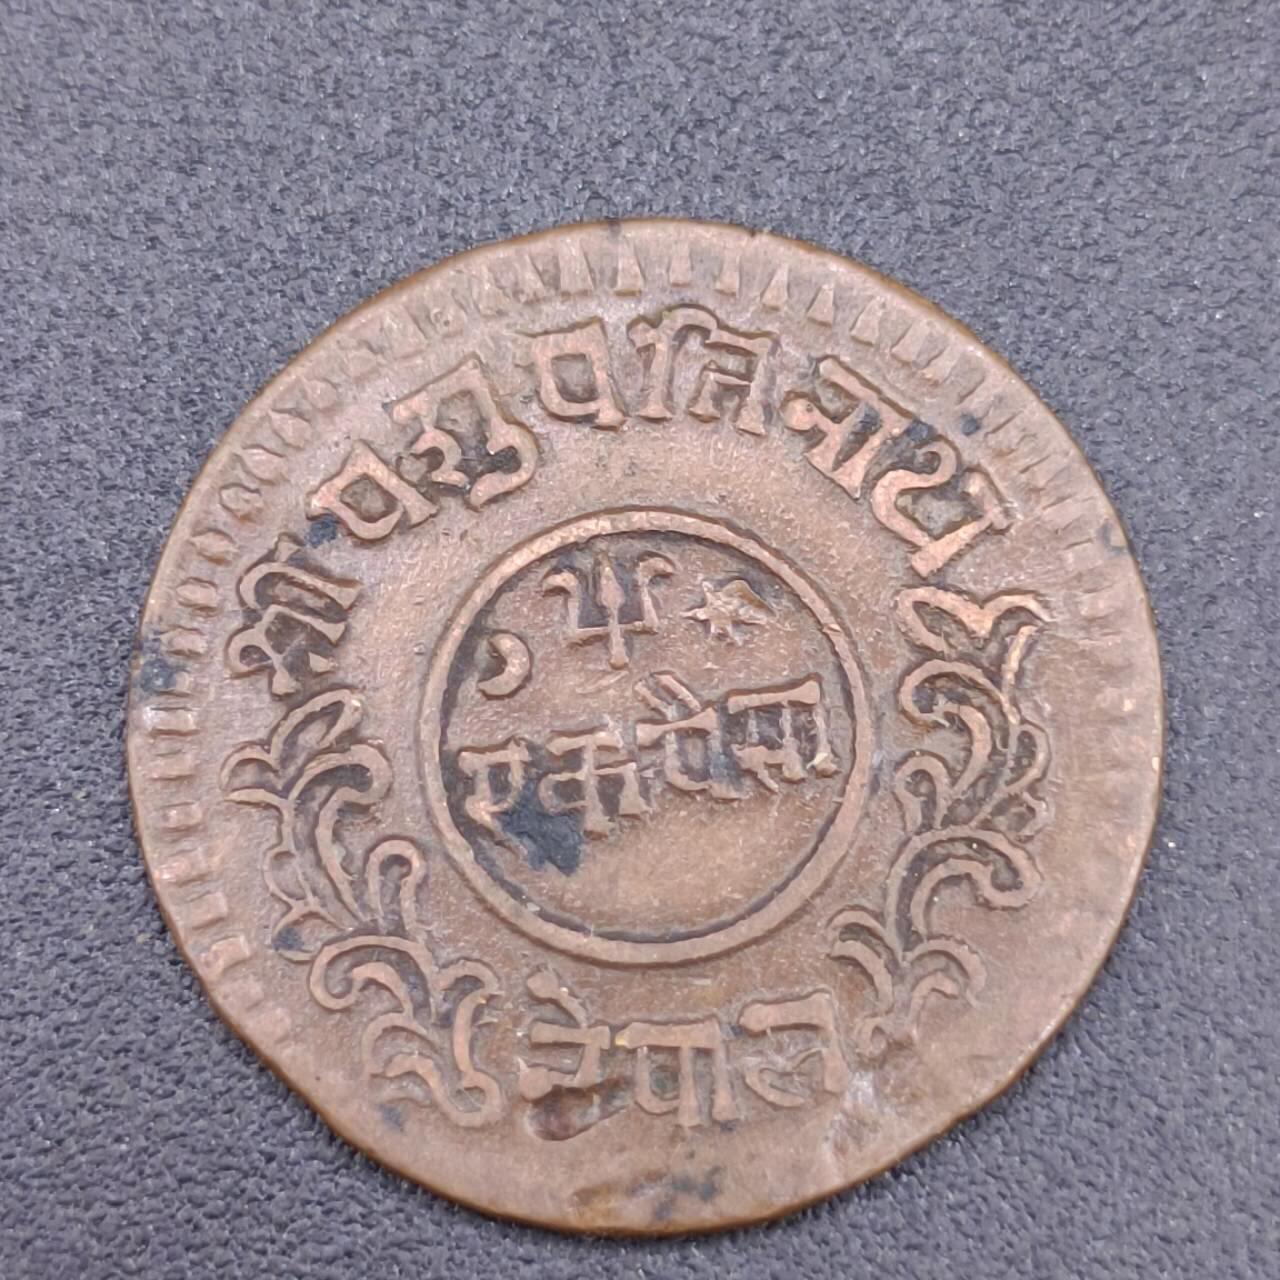 श्री पशुपतिनाथ
एक पैसा
नेपाल